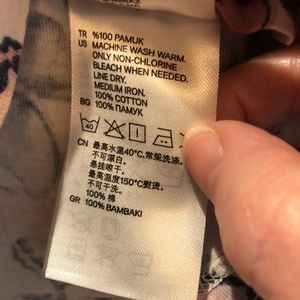 TR %100 PAMUK
US MACHINE WASH WARM.
ONLY NON-CHLORINE
BLEACH WHEN NEEDED.
LINE DRY.
MEDIUM IRON.
100% COTTON
BG 100% ПАМУК
40
CN 最高水温40°C,常规洗涤,
不可漂白。
悬挂晾干。
最高温度150°C熨烫。
不可干洗。
100% 棉
GR 100% ΒΑΜΒΑΚΙ